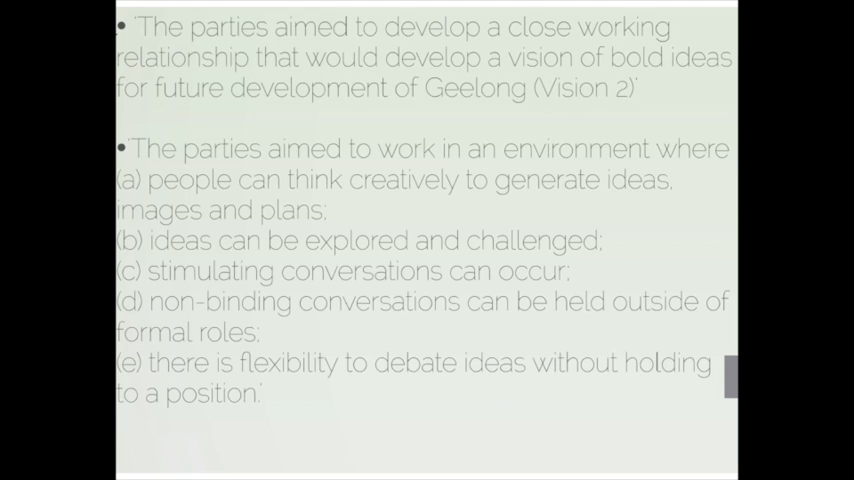 • 'The parties aimed to develop a close working
relationship that would develop a vision of bold ideas
for future development of Geelong (Vision 2)'
•'The parties aimed to work in an environment where
(a) people can think creatively to generate ideas,
images and plans;
(b) ideas can be explored and challenged;
(c) stimulating conversations can occur;
(d) non-binding conversations can be held outside of
formal roles;
(e) there is flexibility to debate ideas without holding
to a position.'